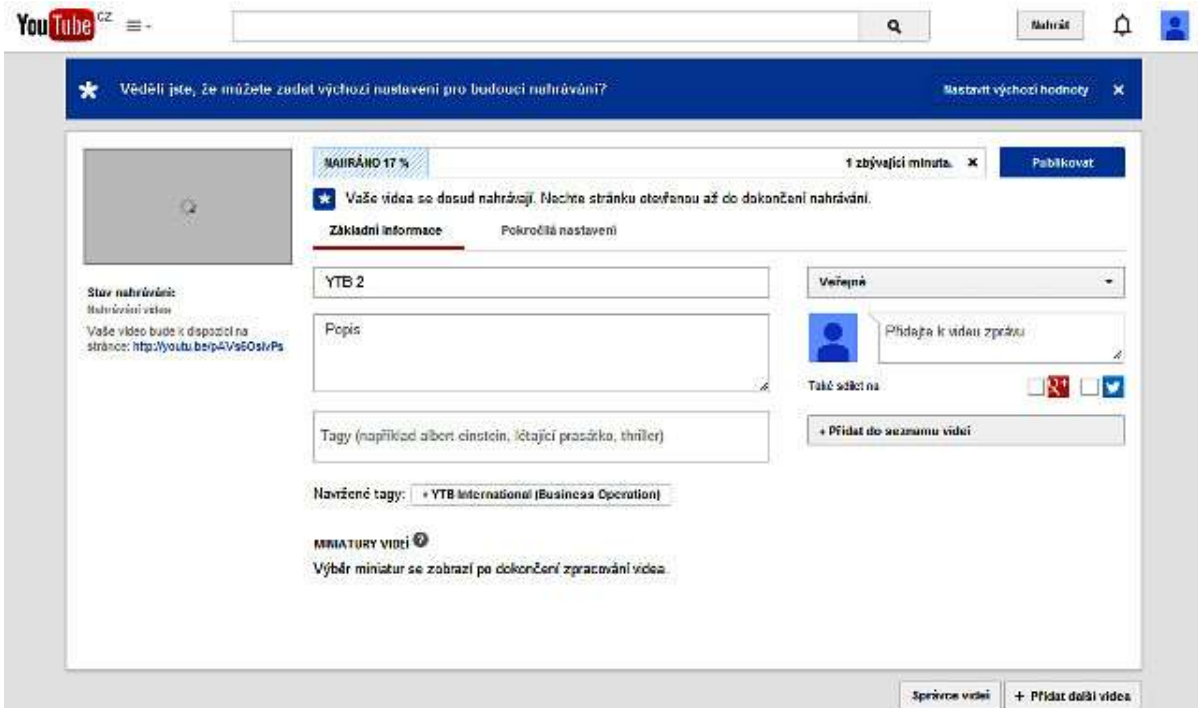 YouTube CZ
Nahrát
Věděli jste, že můžete zadat výchozí nastavení pro budoucí nahrávání?
Nastavit výchozí hodnoty
NAHRÁNO 17 %
1 zbývající minuta.
Publikovat
Vaše videa se dosud nahrávají. Nechte stránku otevřenou až do dokončení nahrávání.
Základní informace
Pokročilá nastavení
Stav nahrávání:
Nahrávání videa
Vaše video bude k dispozici na
stránce:
YTB 2
Popis
Tagy (například albert einstein, létající prasátko, thriller)
Navržené tagy: + YTB International (Business Operation)
MINIATURY VIDEÍ
Výběr miniatur se zobrazí po dokončení zpracování videa.
Veřejné
Přidejte k videu zprávu
Také sdílet na
+ Přidat do seznamu videí
Správce videí
+ Přidat další videa